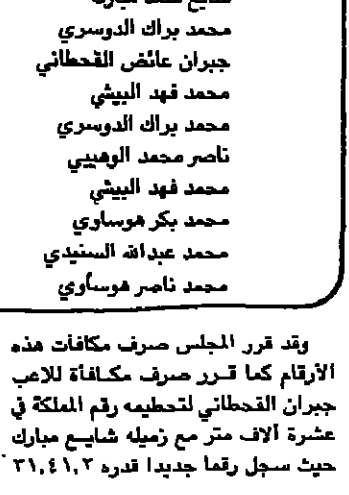 محمد براك الدوسري
جبران عائض القحطاني
محمد فهد البيشي
محمد براك الدوسري
ناصر محمد الوهيبي
محمد فهد البيشي
محمد بكر هوساوي
محمد عبدالله السنيدي
محمد ناصر هوساوي
وقد قرر المجلس صرف مكافآت هذه
الأرقام كما قرر صرف مكافأة للاعب
جبران القحطاني لتحطيمه رقم المملكة في
عشرة آلاف متر مع زميله شايع مبارك
حيث سجل رقما جديدا قدره ٣١,٤١,٢